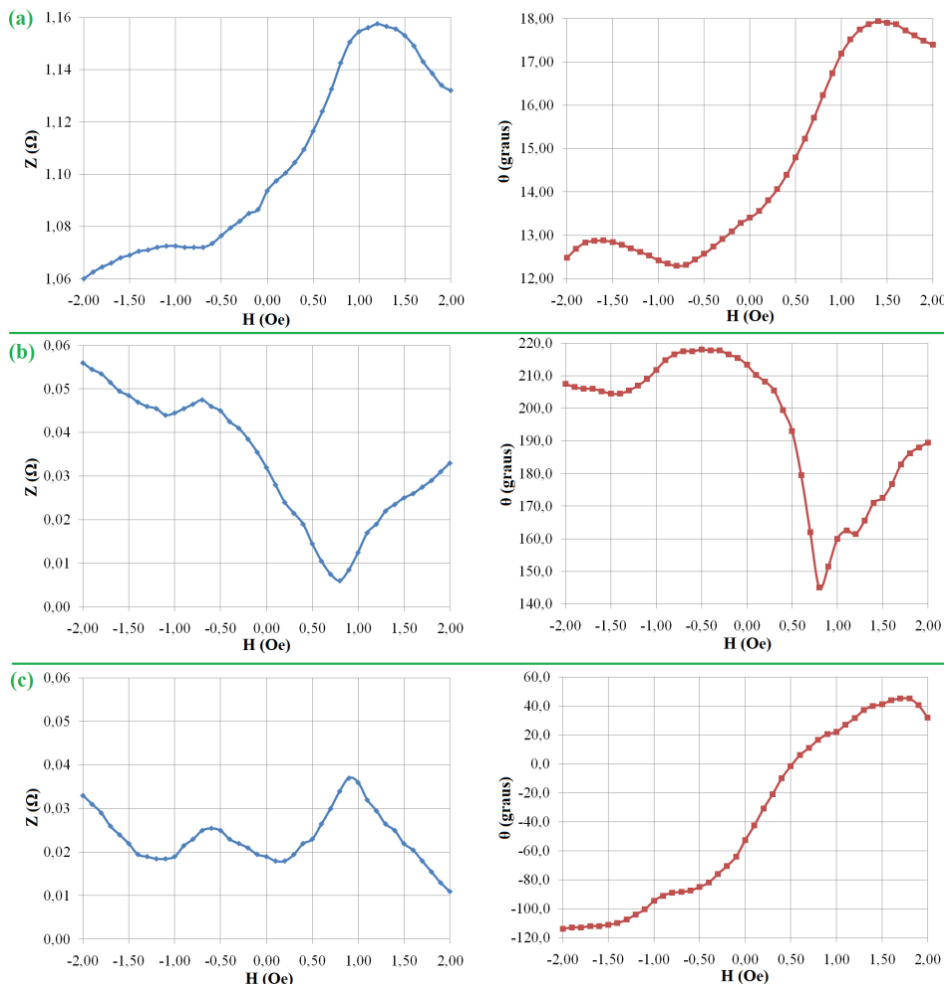 (a)
1,16
1,14
1,12
1,10
1,08
1,06
Z (Ω)
-2,00 -1,50 -1,00 -0,50 0,00 0,50 1,00 1,50 2,00
H (Oe)
18,00
17,00
16,00
15,00
14,00
13,00
12,00
θ (graus)
-2,00 -1,50 -1,00 -0,50 0,00 0,50 1,00 1,50 2,00
H (Oe)
(b)
0,06
0,05
0,04
0,03
0,02
0,01
0,00
Z (Ω)
-2,00 -1,50 -1,00 -0,50 0,00 0,50 1,00 1,50 2,00
H (Oe)
220,0
210,0
200,0
190,0
180,0
170,0
160,0
150,0
140,0
θ (graus)
-2,00 -1,50 -1,00 -0,50 0,00 0,50 1,00 1,50 2,00
H (Oe)
(c)
0,06
0,05
0,04
0,03
0,02
0,01
0,00
Z (Ω)
-2,00 -1,50 -1,00 -0,50 0,00 0,50 1,00 1,50 2,00
H (Oe)
60,0
40,0
20,0
0,0
-20,0
-40,0
-60,0
-80,0
-100,0
-120,0
θ (graus)
-2,00 -1,50 -1,00 -0,50 0,00 0,50 1,00 1,50 2,00
H (Oe)